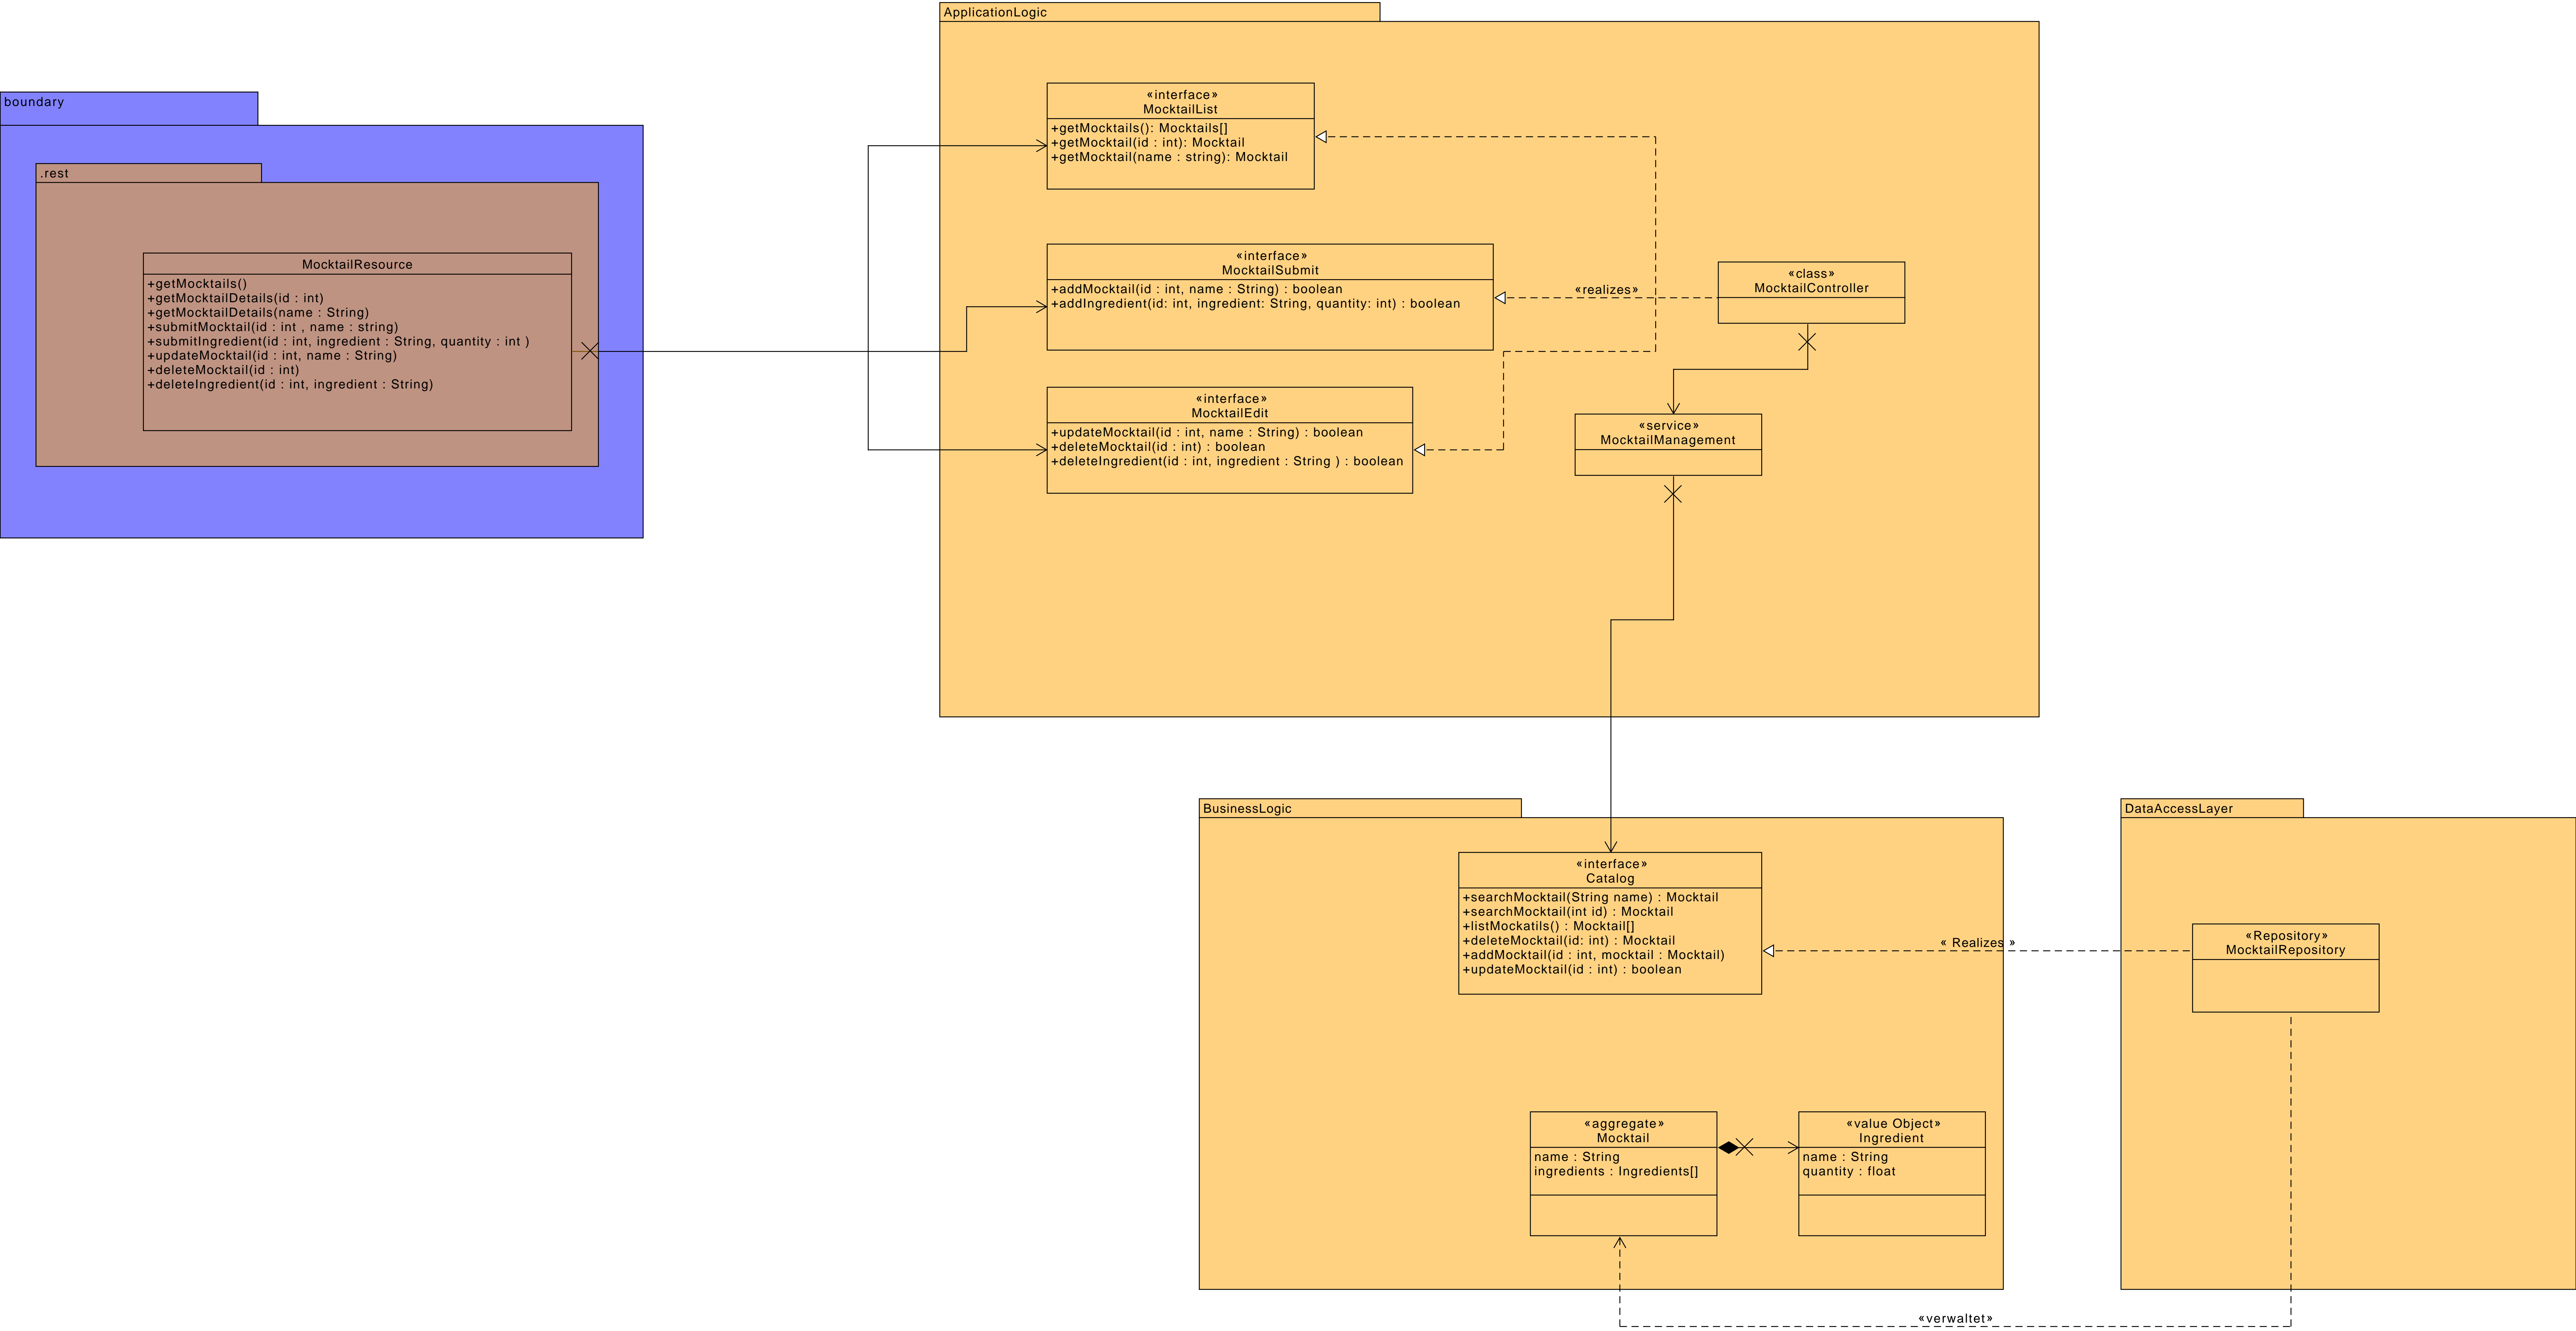 ApplicationLogic
boundary
.rest
MocktailResource
+getMocktails()
+getMocktailDetails(id : int)
+getMocktailDetails(name : String)
+submitMocktail(id : int , name : string)
+submitIngredient(id : int, ingredient : String, quantity : int )
+updateMocktail(id : int, name : String)
+deleteMocktail(id : int)
+deleteIngredient(id : int, ingredient : String)
«interface»
MocktailList
+getMocktails(): Mocktails[]
+getMocktail(id : int): Mocktail
+getMocktail(name : string): Mocktail
«interface»
MocktailSubmit
+addMocktail(id : int, name : String) : boolean
+addIngredient(id: int, ingredient: String, quantity: int) : boolean
«realizes»
«class»
MocktailController
«interface»
MocktailEdit
+updateMocktail(id : int, name : String) : boolean
+deleteMocktail(id : int) : boolean
+deleteIngredient(id : int, ingredient : String ) : boolean
«service»
MocktailManagement
BusinessLogic
«interface»
Catalog
+searchMocktail(String name) : Mocktail
+searchMocktail(int id) : Mocktail
+listMockatils() : Mocktail[]
+deleteMocktail(id: int) : Mocktail
+addMocktail(id : int, mocktail : Mocktail)
+updateMocktail(id : int) : boolean
« Realizes »
DataAccessLayer
«Repository»
MocktailRepository
«aggregate»
Mocktail
name : String
ingredients : Ingredients[]
«value Object»
Ingredient
name : String
quantity : float
«verwaltet»